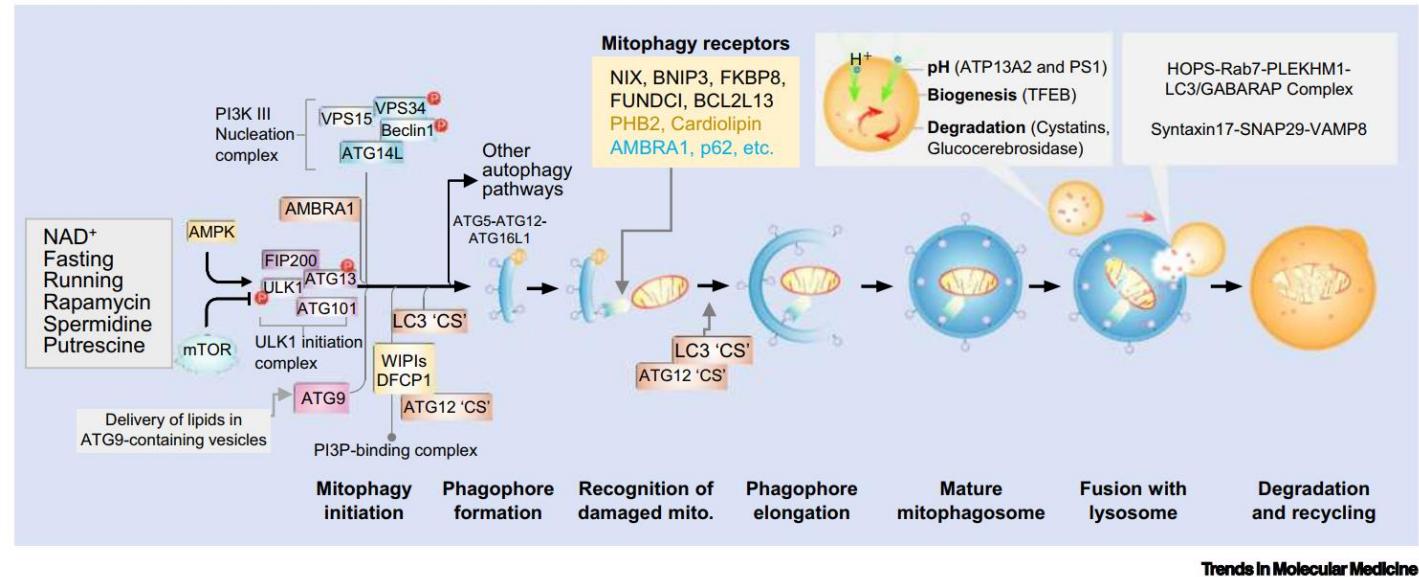 Mitophagy receptors
NIX, BNIP3, FKBP8,
FUNDCI, BCL2L13
PHB2, Cardiolipin
AMBRA1, p62, etc.
H+
pH (ATP13A2 and PS1)
Biogenesis (TFEB)
Degradation (Cystatins,
Glucocerebrosidase)
HOPS-Rab7-PLEKHM1-
LC3/GABARAP Complex
Syntaxin17-SNAP29-VAMP8
PI3K III
Nucleation
complex
VPS15
VPS34
P
Beclin1
P
ATG14L
Other
autophagy
pathways
AMBRA1
NAD+
Fasting
Running
Rapamycin
Spermidine
Putrescine
AMPK
mTOR
FIP200
ATG13
P
ULK1
P
ATG101
ULK1 initiation
complex
ATG5-ATG12-
ATG16L1
LC3 ‘CS’
WIPIs
DFCP1
ATG12 ‘CS’
PI3P-binding complex
ATG9
Delivery of lipids in
ATG9-containing vesicles
LC3 ‘CS’
ATG12 ‘CS’
Mitophagy
initiation
Phagophore
formation
Recognition of
damaged mito.
Phagophore
elongation
Mature
mitophagosome
Fusion with
lysosome
Degradation
and recycling
Trends in Molecular Medicine